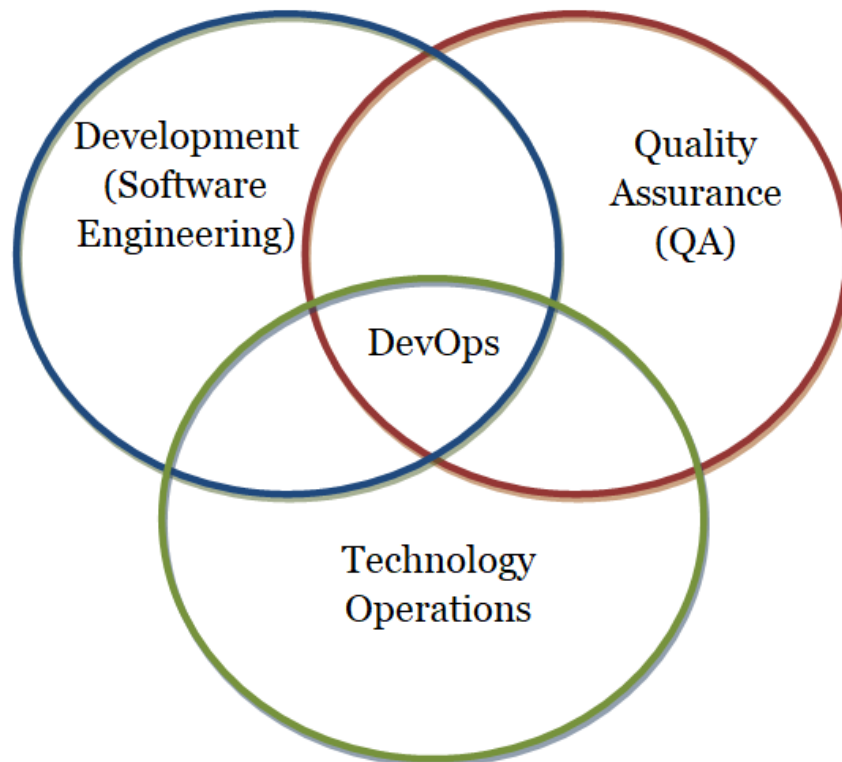 Development
(Software
Engineering)
Quality
Assurance
(QA)
DevOps
Technology
Operations